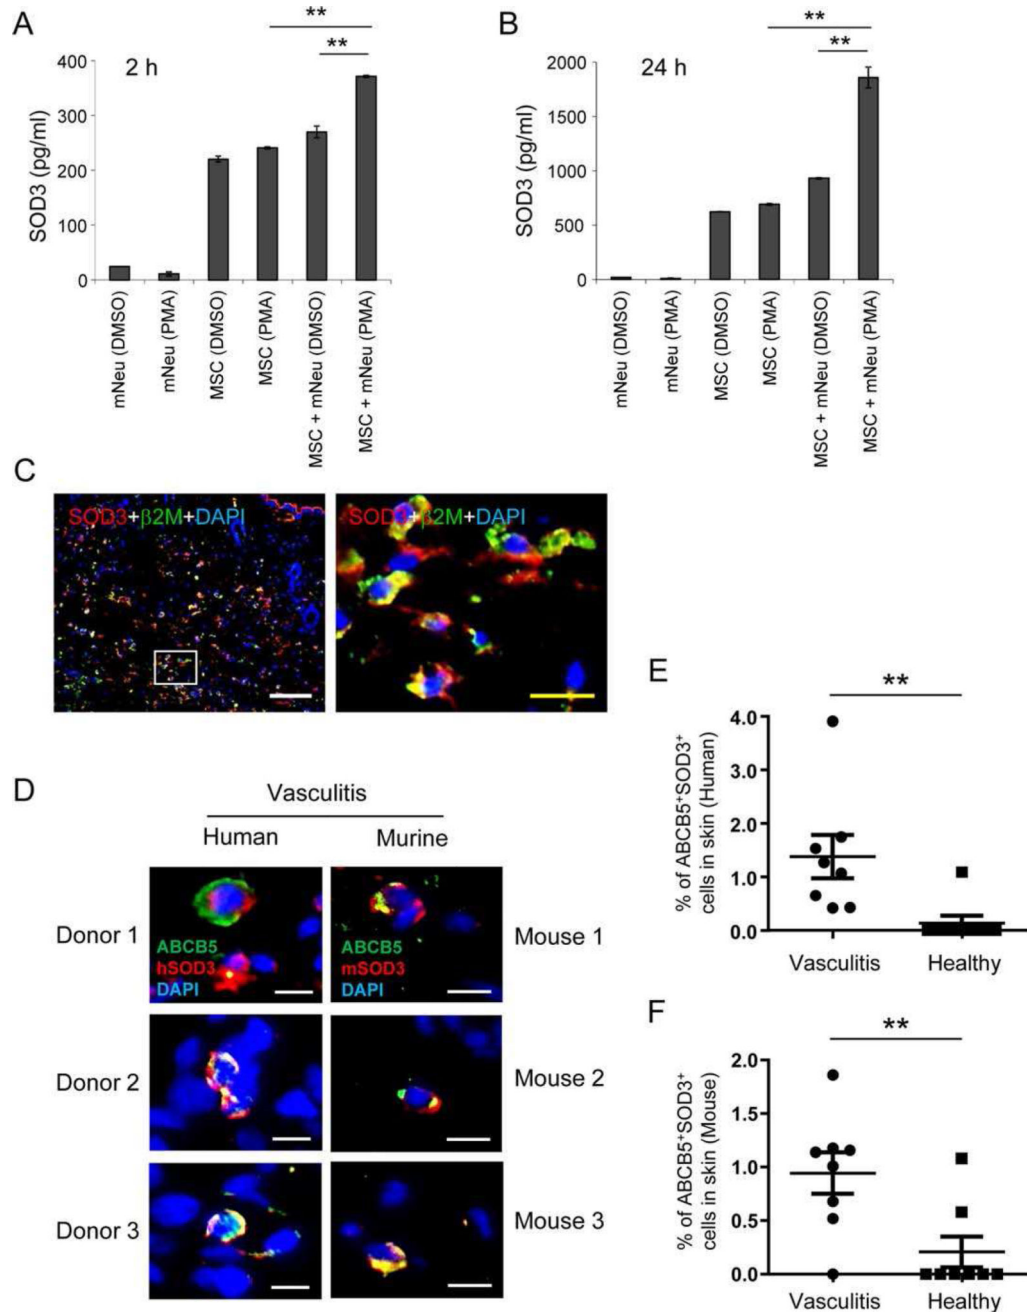 A
2 h
**
**
SOD3 (pg/ml)
400
300
200
100
0
mNeu (DMSO)
mNeu (PMA)
MSC (DMSO)
MSC (PMA)
MSC + mNeu (DMSO)
MSC + mNeu (PMA)
B
24 h
**
**
SOD3 (pg/ml)
2000
1500
1000
500
0
mNeu (DMSO)
mNeu (PMA)
MSC (DMSO)
MSC (PMA)
MSC + mNeu (DMSO)
MSC + mNeu (PMA)
C
SOD3+β2M+DAPI
SOD3+β2M+DAPI
D
Vasculitis
Human
Murine
Donor 1
ABCB5
hSOD3
DAPI
ABCB5
mSOD3
DAPI
Mouse 1
Donor 2
Mouse 2
Donor 3
Mouse 3
E
**
% of ABCB5⁺SOD3⁺
cells in skin (Human)
4.0
3.0
2.0
1.0
0.0
Vasculitis
Healthy
F
**
% of ABCB5⁺SOD3⁺
cells in skin (Mouse)
2.0
1.5
1.0
0.5
0.0
Vasculitis
Healthy